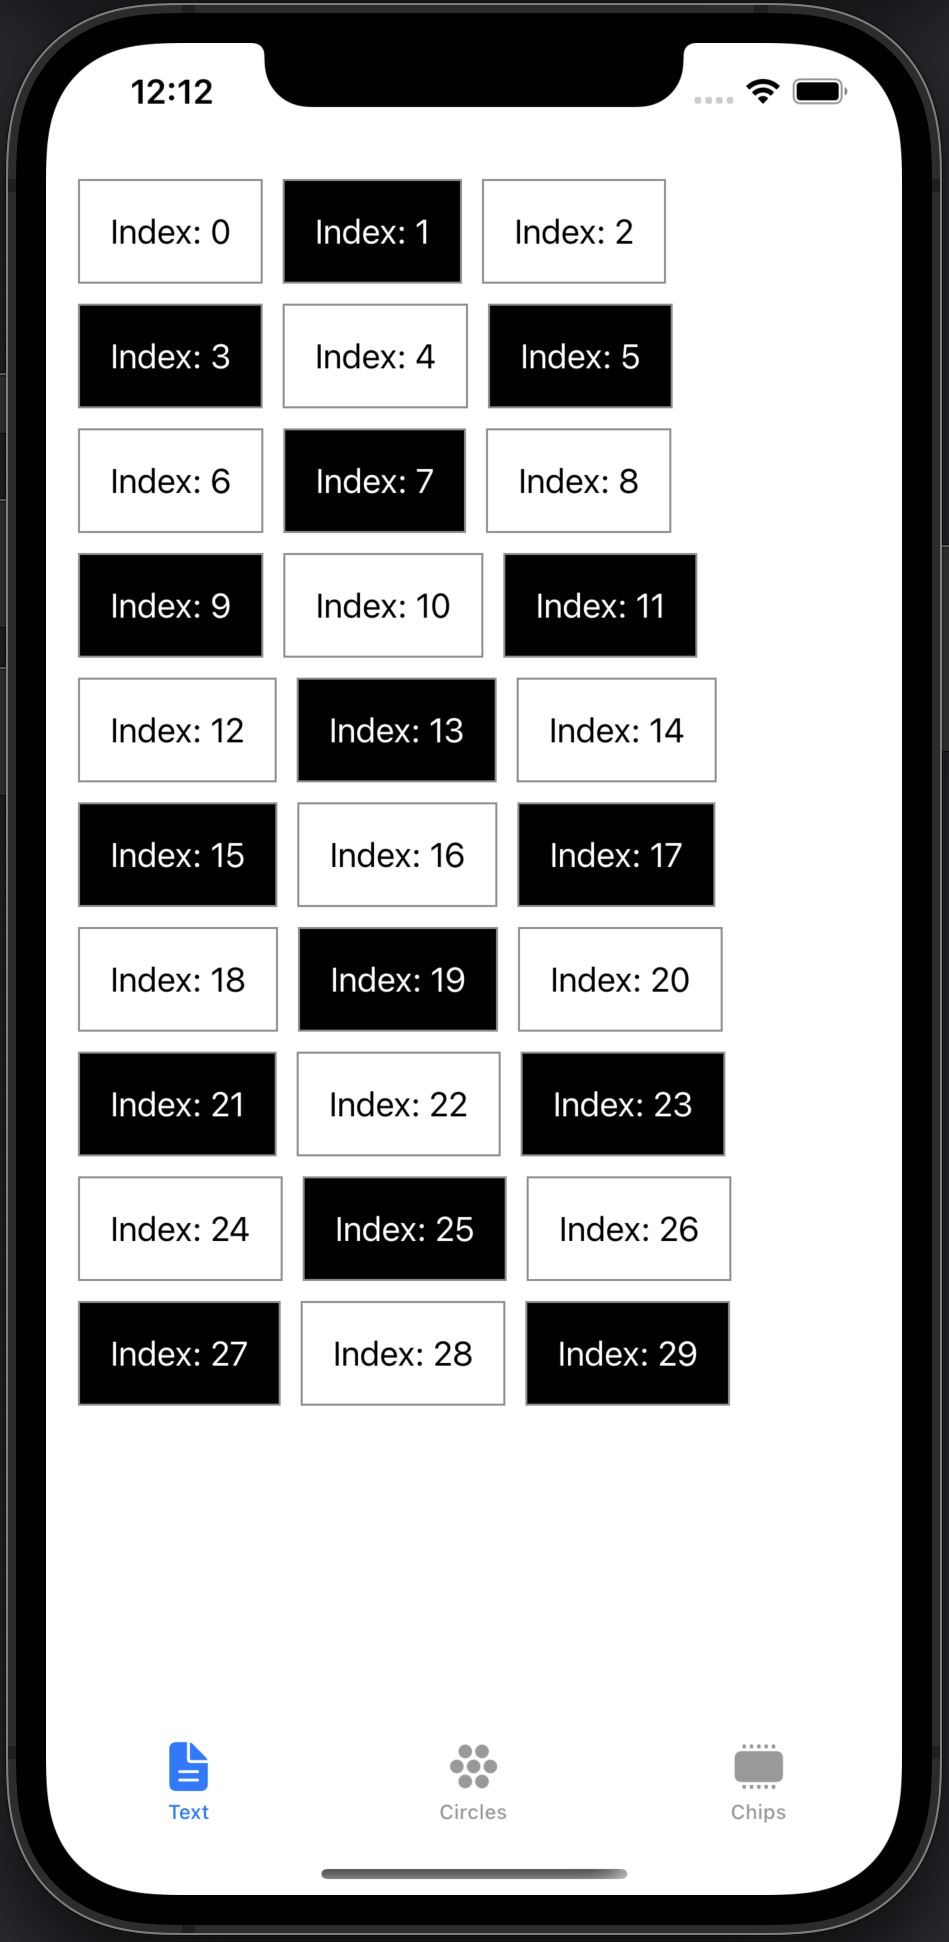 12:12
Index: 0 Index: 1 Index: 2
Index: 3 Index: 4 Index: 5
Index: 6 Index: 7 Index: 8
Index: 9 Index: 10 Index: 11
Index: 12 Index: 13 Index: 14
Index: 15 Index: 16 Index: 17
Index: 18 Index: 19 Index: 20
Index: 21 Index: 22 Index: 23
Index: 24 Index: 25 Index: 26
Index: 27 Index: 28 Index: 29
Text Circles Chips